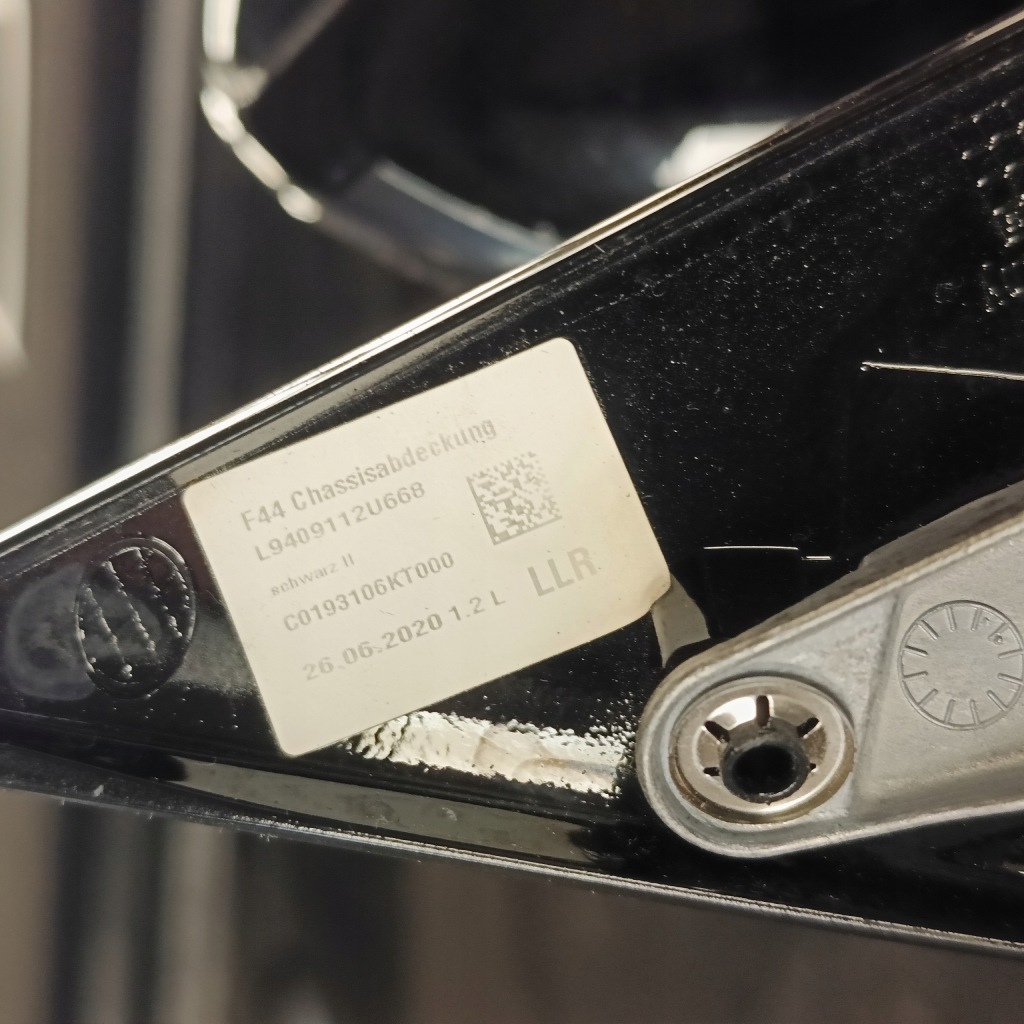 F44 Chassisabdeckung
L9409112U668
schwarz II
C0193106KT000
26.06.2020 1.2 L
LLR